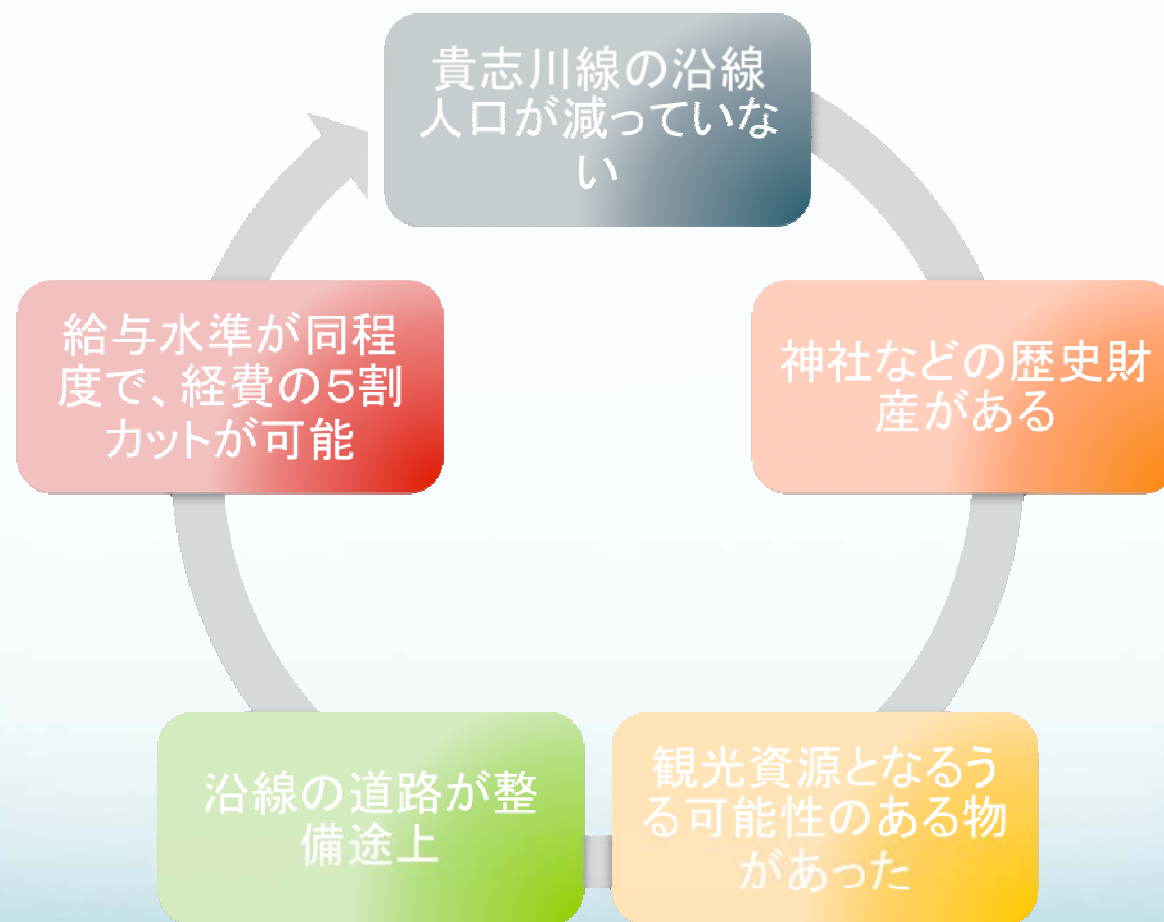 貴志川線の沿線
人口が減っていな
い
神社などの歴史財
産がある
観光資源となるう
る可能性のある物
があった
沿線の道路が整
備途上
給与水準が同程
度で、経費の5割
カットが可能